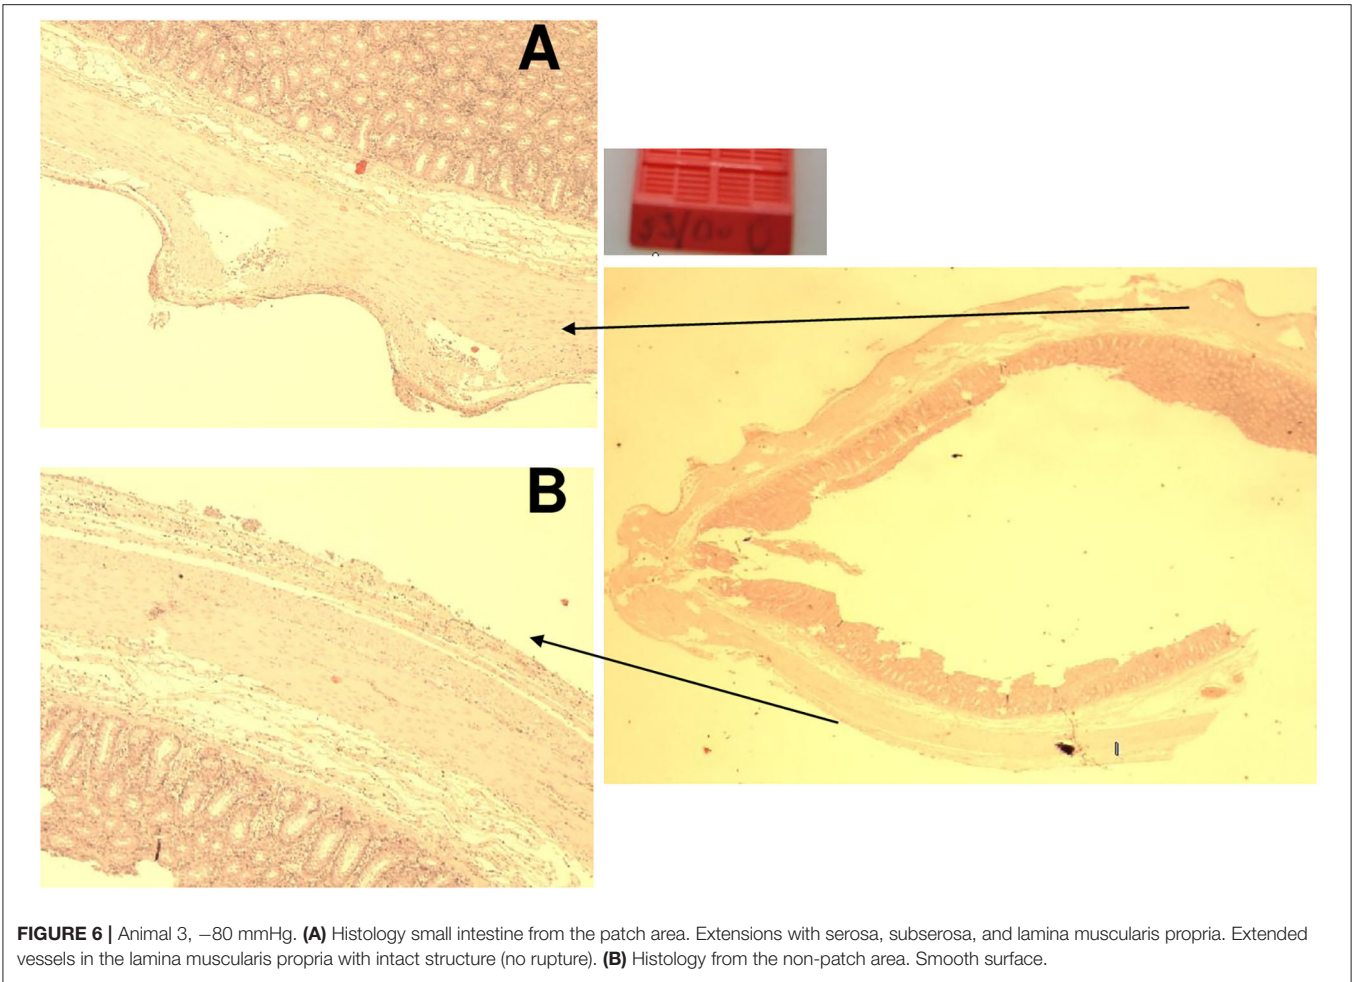 A
B
FIGURE 6 | Animal 3, −80 mmHg. (A) Histology small intestine from the patch area. Extensions with serosa, subserosa, and lamina muscularis propria. Extended
vessels in the lamina muscularis propria with intact structure (no rupture). (B) Histology from the non-patch area. Smooth surface.